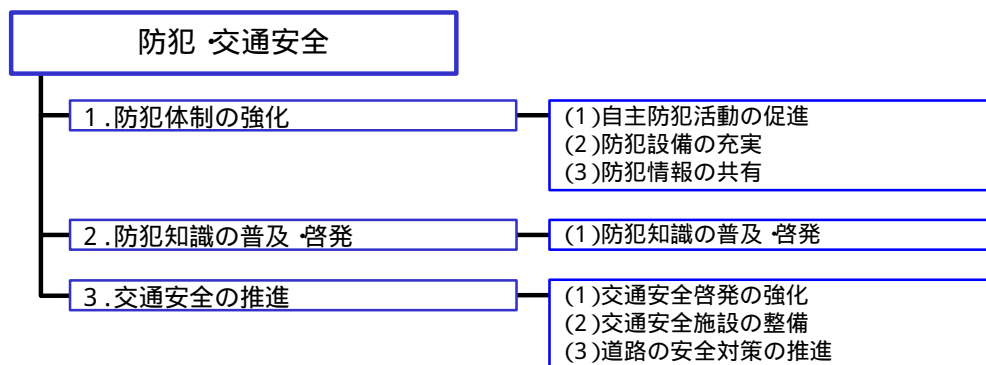 防犯・交通安全
1.防犯体制の強化
(1)自主防犯活動の促進
(2)防犯設備の充実
(3)防犯情報の共有
2.防犯知識の普及・啓発
(1)防犯知識の普及・啓発
3.交通安全の推進
(1)交通安全啓発の強化
(2)交通安全施設の整備
(3)道路の安全対策の推進